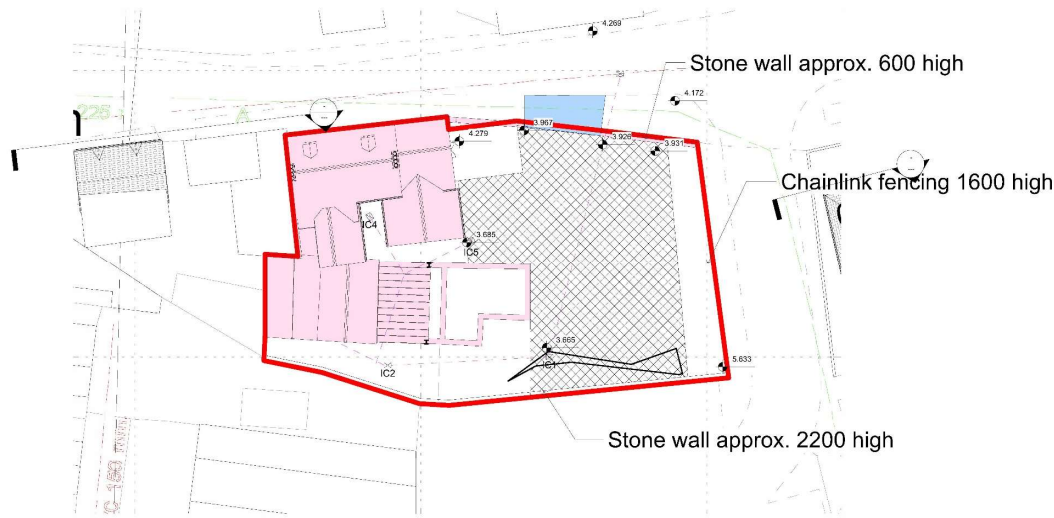 4.269
Stone wall approx. 600 high
4.172
225
A
3.967
4.279
3.926
3.931
Chainlink fencing 1600 high
IC4
3.685
IC5
3.665
IC1
5.633
IC2
Stone wall approx. 2200 high